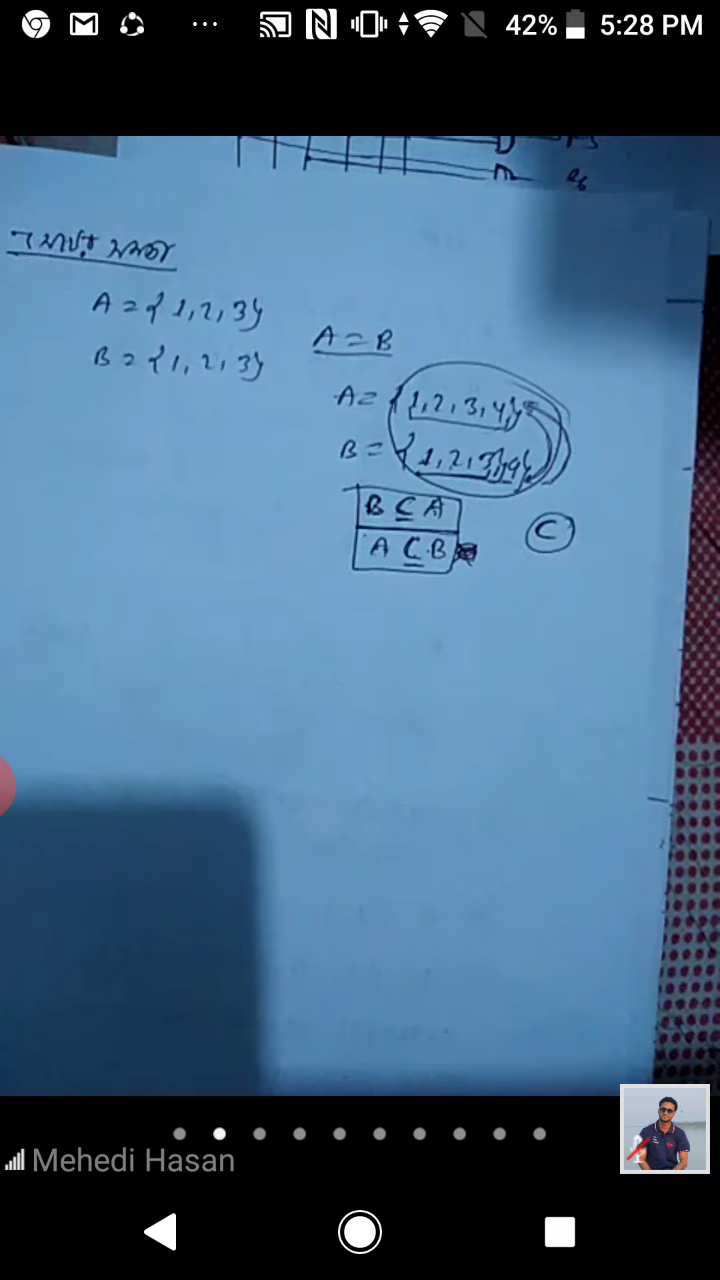 42% 5:28 PM
A = { 1, 2, 3}
B = {1, 2, 3}
A = B
A = { 1, 2, 3, 4}
B = { 1, 2, 3}, 4}
B ⊆ A
A ⊆ B
C
Mehedi Hasan